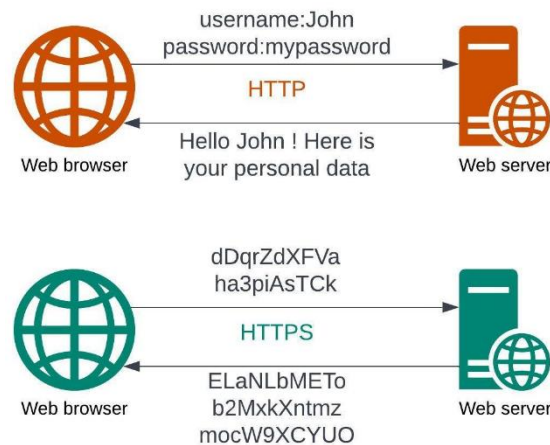 username:John
password:mypassword
HTTP
Hello John ! Here is
your personal data
Web browser
Web server
dDqrZdXFVa
ha3piAsTCk
HTTPS
ELaNLbMETo
b2MxkXntmz
mocW9XCYUO
Web browser
Web server